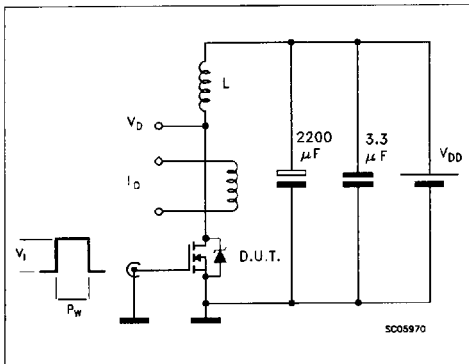 L
V_D
2200
μF
3.3
μF
V_DD
I_D
D.U.T.
V_i
P_W
SC05970